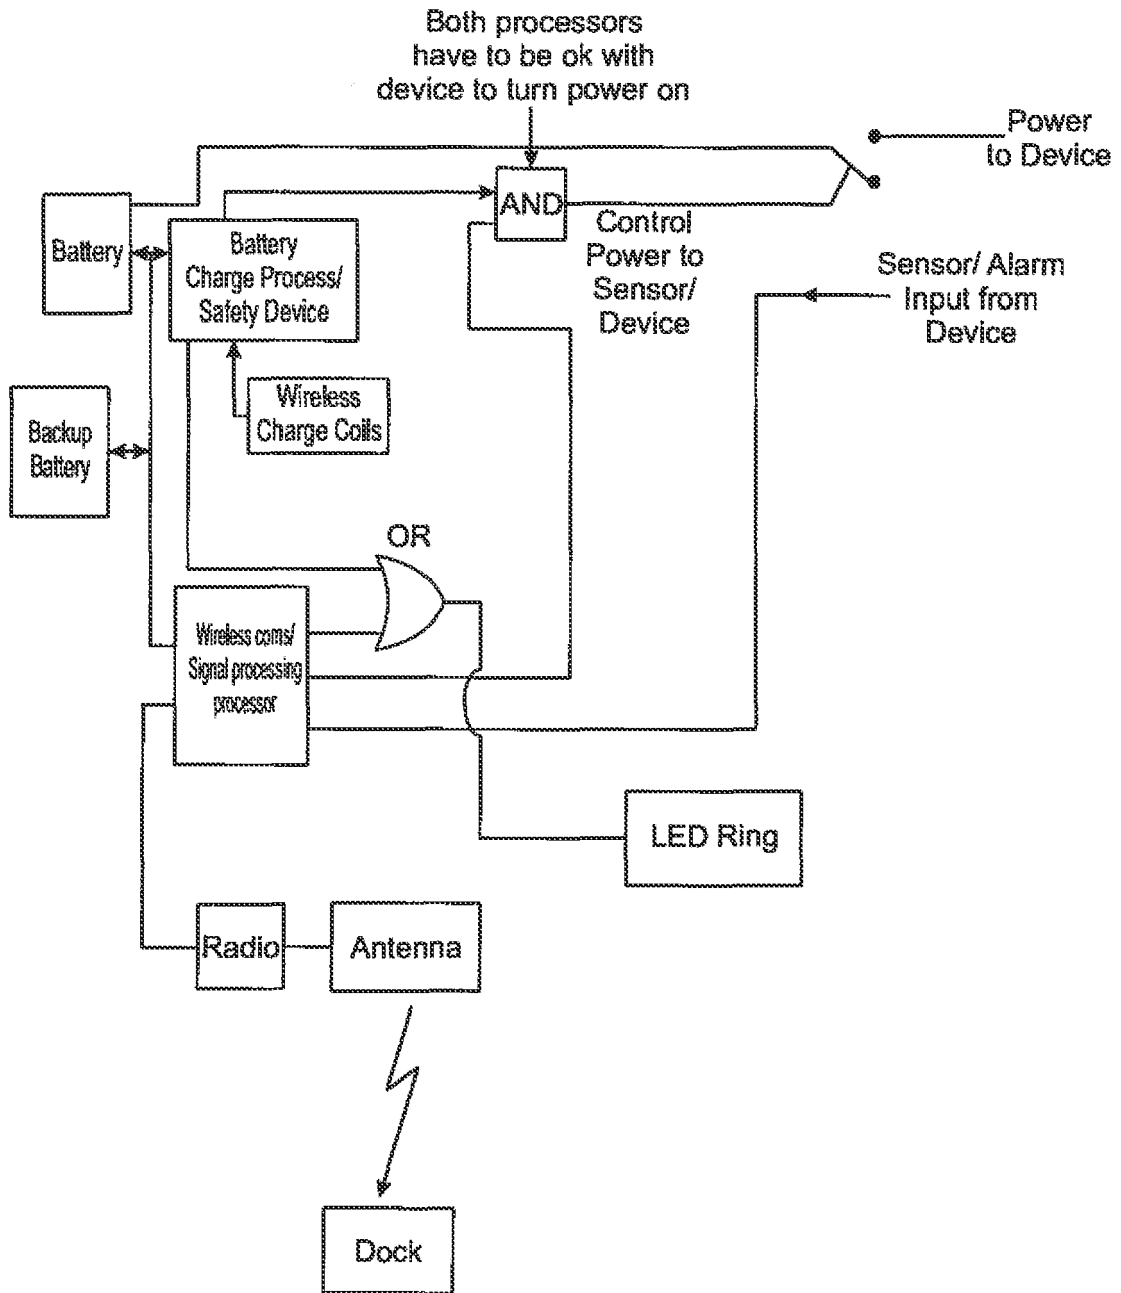 Both processors
have to be ok with
device to turn power on
Power
to Device
AND
Battery
Battery
Charge Process/
Safety Device
Control
Power to
Sensor/
Device
Sensor/ Alarm
Input from
Device
Wireless
Charge Coils
Backup
Battery
OR
Wireless coms/
Signal processing
processor
LED Ring
Radio
Antenna
Dock